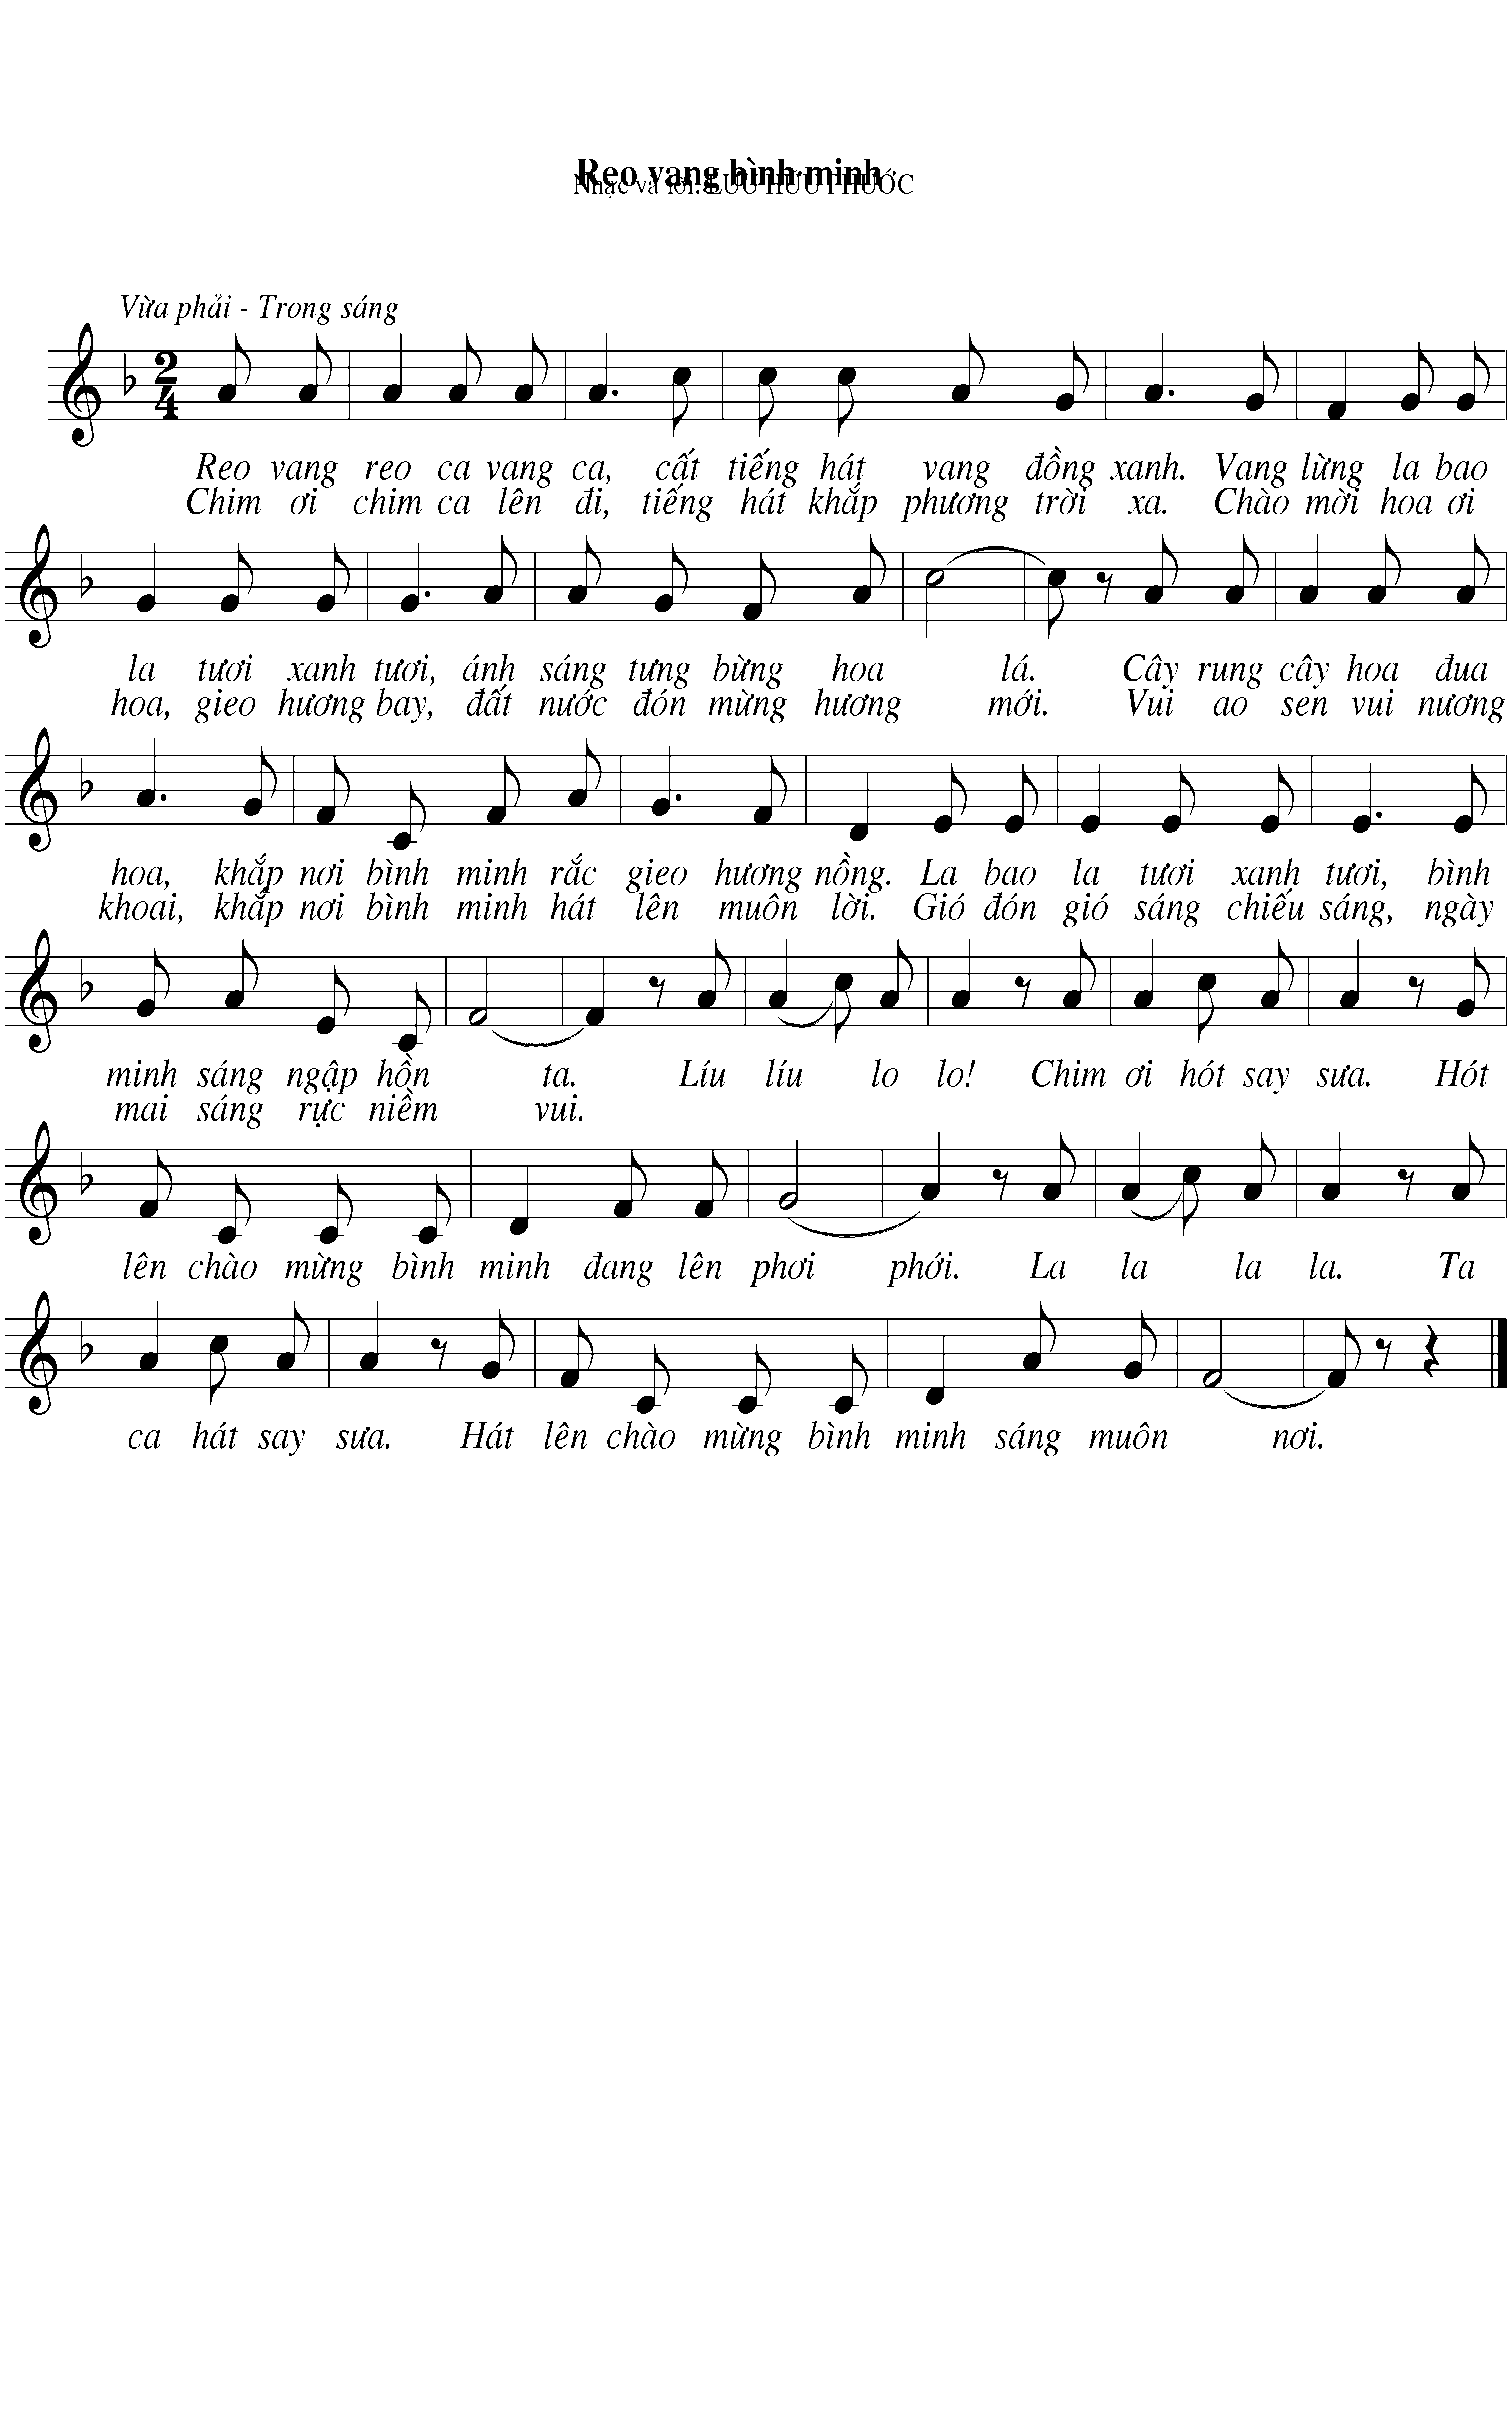 Reo vang bình minh
Nhạc và lời: LƯU HỮU PHƯỚC
Vừa phải - Trong sáng
2
4
Reo vang reo ca vang ca, cất tiếng hát vang đồng xanh. Vang lừng la bao
Chim ơi chim ca lên đi, tiếng hát khắp phương trời xa. Chào mời hoa ơi
la tươi xanh tươi, ánh sáng tưng bừng hoa lá. Cây rung cây hoa đua
hoa, gieo hương bay, đất nước đón mừng hương mới. Vui ao sen vui nương
hoa, khắp nơi bình minh rắc gieo hương nồng. La bao la tươi xanh tươi, bình
khoai, khắp nơi bình minh hát lên muôn lời. Gió đón gió sáng chiếu sáng, ngày
minh sáng ngập hồn ta. Líu líu lo lo! Chim ơi hót say sưa. Hót
mai sáng rực niềm vui.
lên chào mừng bình minh đang lên phơi phới. La la la la. Ta
ca hát say sưa. Hát lên chào mừng bình minh sáng muôn nơi.